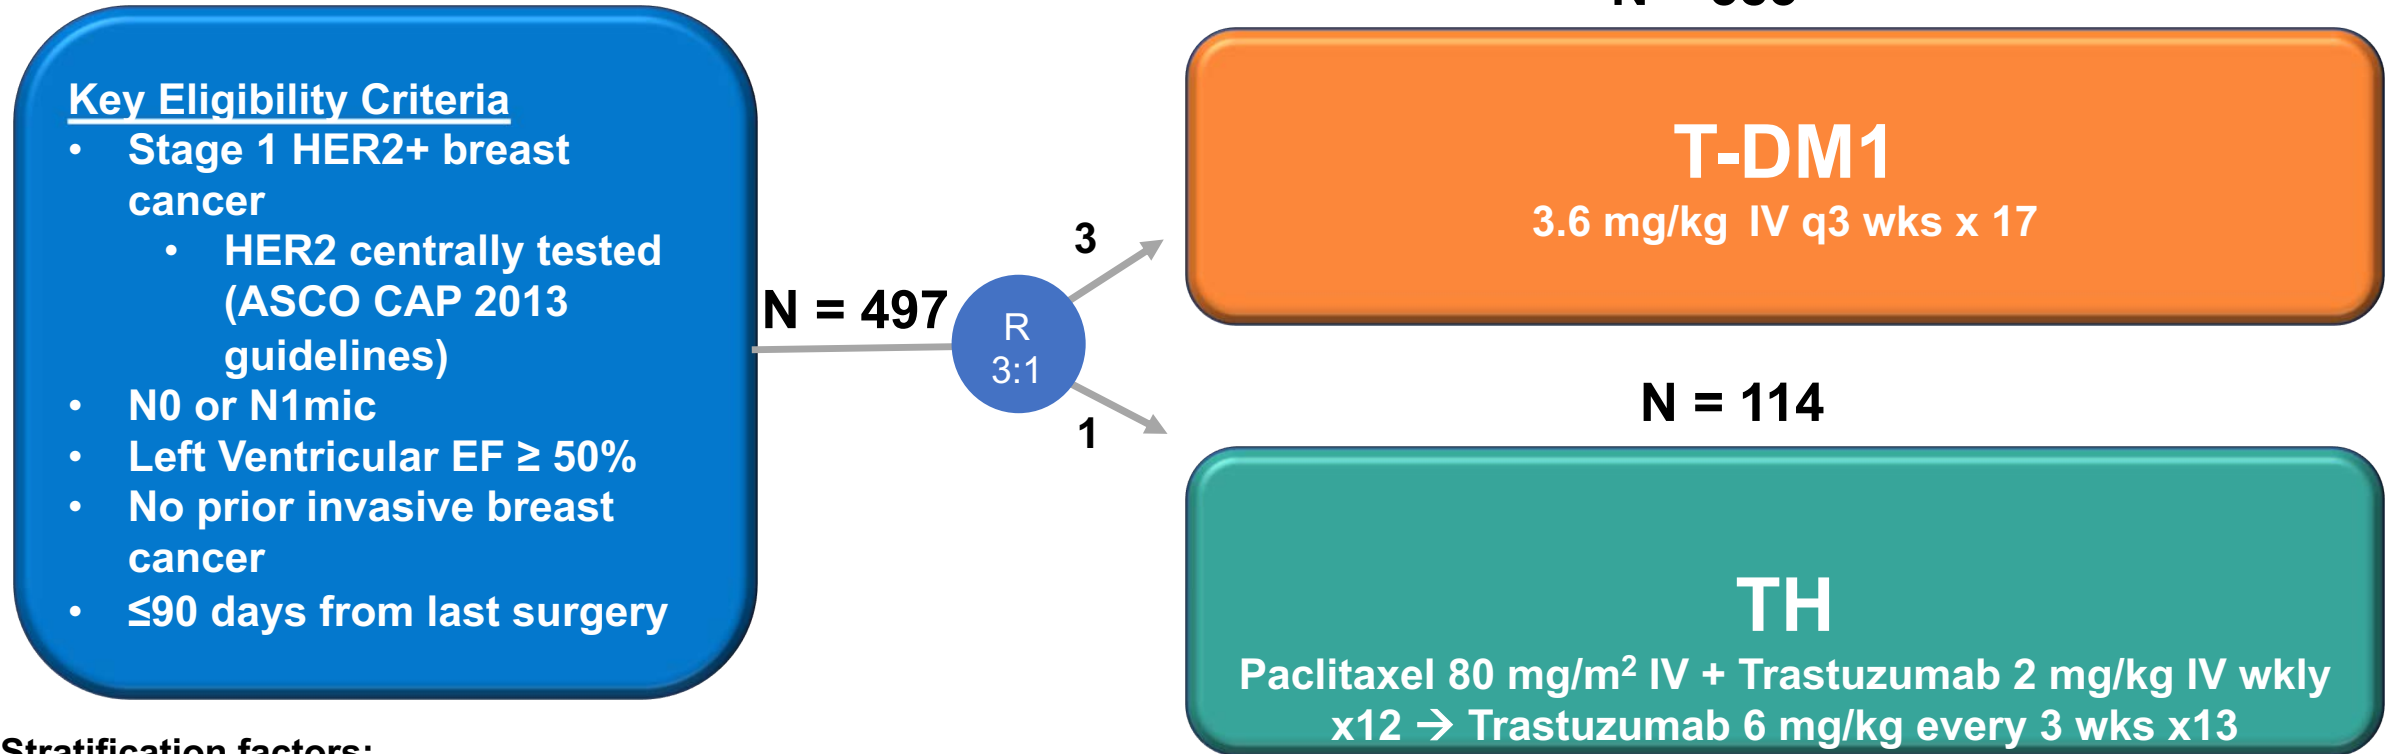 Key Eligibility Criteria
• Stage 1 HER2+ breast
cancer
• HER2 centrally tested
(ASCO CAP 2013
guidelines)
• N0 or N1mic
• Left Ventricular EF ≥ 50%
• No prior invasive breast
cancer
• ≤90 days from last surgery
N = 497
R
3:1
3
1
T-DM1
3.6 mg/kg IV q3 wks x 17
N = 114
TH
Paclitaxel 80 mg/m² IV + Trastuzumab 2 mg/kg IV wkly
x12 → Trastuzumab 6 mg/kg every 3 wks x13
Stratification factors: